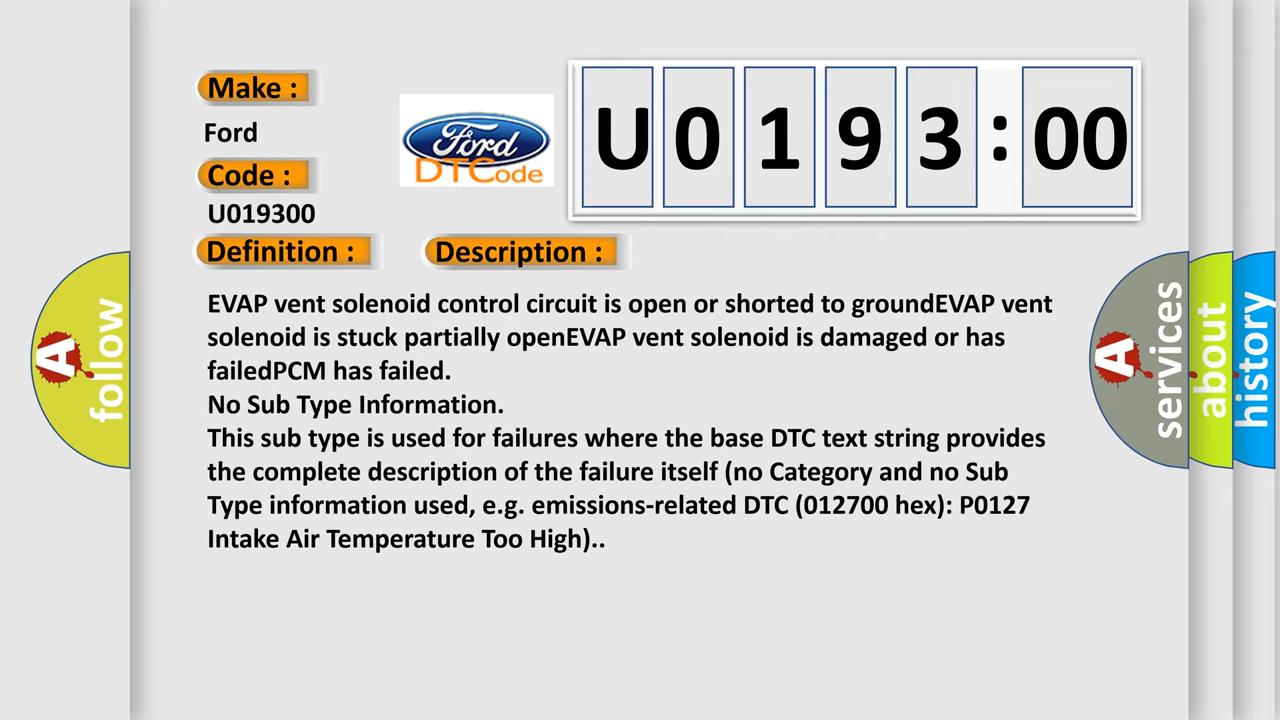 Make :
Ford
Code :
U019300
Definition :
Description :
Ford
DTCode
U0193:00
EVAP vent solenoid control circuit is open or shorted to groundEVAP vent
solenoid is stuck partially openEVAP vent solenoid is damaged or has
failedPCM has failed.
No Sub Type Information.
This sub type is used for failures where the base DTC text string provides
the complete description of the failure itself (no Category and no Sub
Type information used, e.g. emissions-related DTC (012700 hex): P0127
Intake Air Temperature Too High)..
A follow
A services
about
history